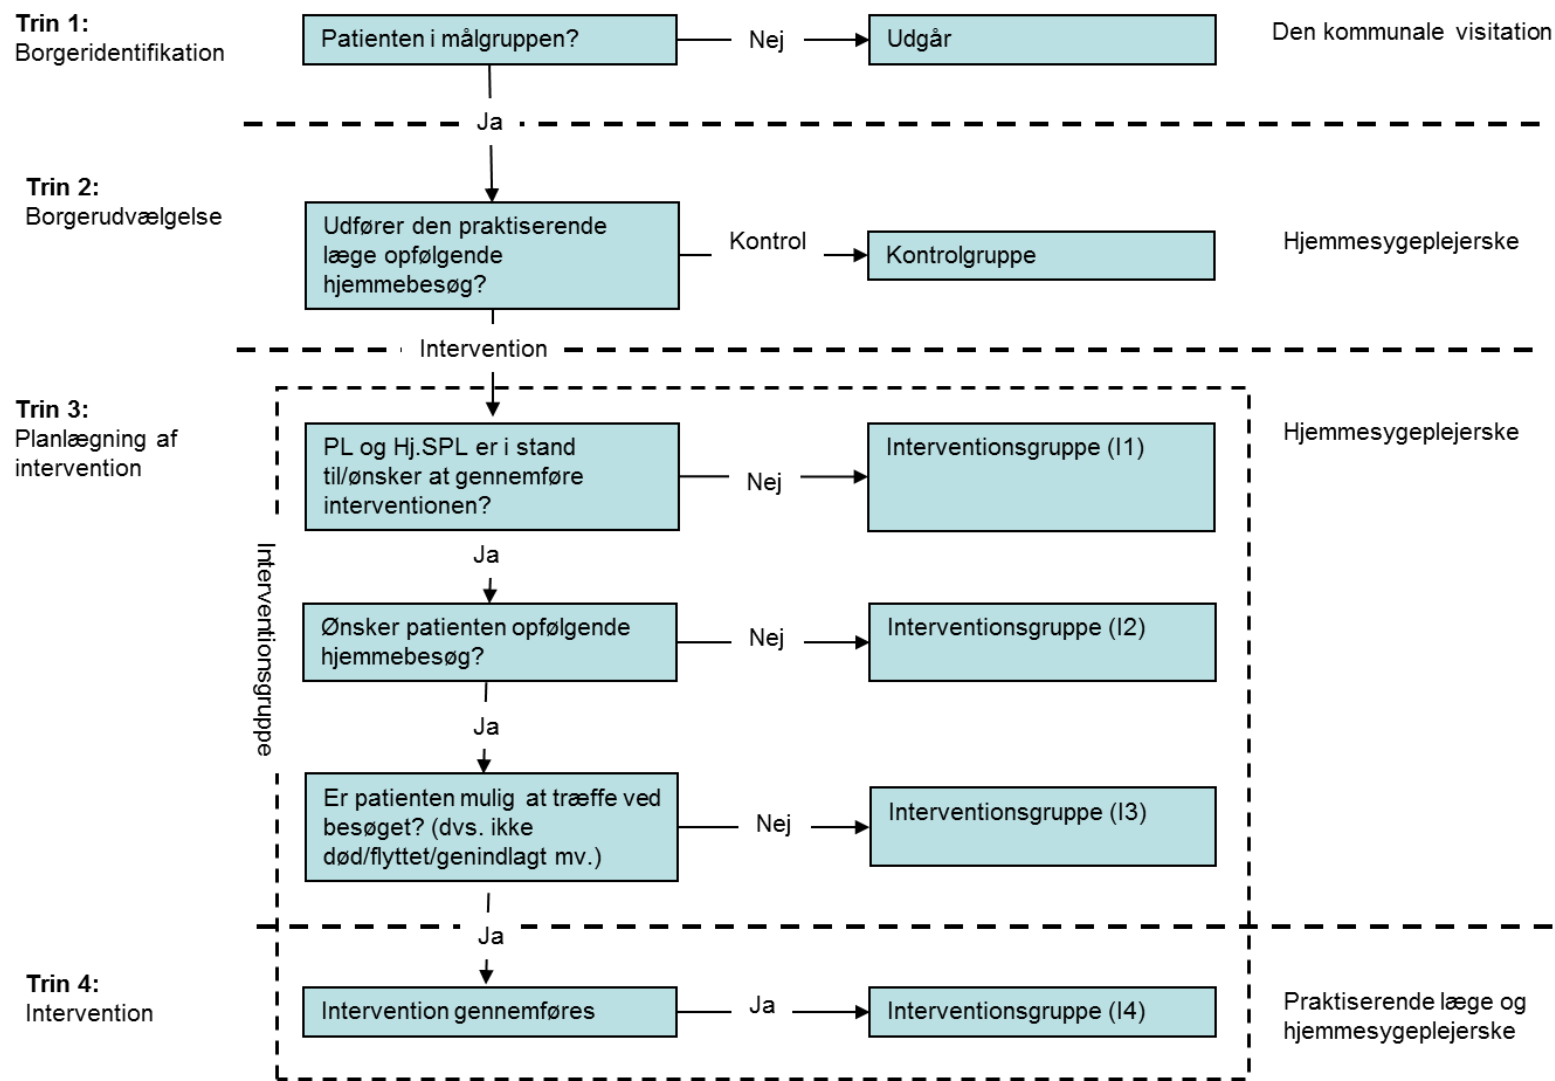 Trin 1:
Borgeridentifikation
Patienten i målgruppen?
Nej
Udgår
Den kommunale visitation
Ja
Trin 2:
Borgerudvælgelse
Udfører den praktiserende
læge opfølgende
hjemmebesøg?
Kontrol
Kontrolgruppe
Hjemmesygeplejerske
Intervention
Trin 3:
Planlægning af
intervention
PL og Hj.SPL er i stand
til/ønsker at gennemføre
interventionen?
Nej
Interventionsgruppe (I1)
Hjemmesygeplejerske
Interventionsgruppe
Ja
Ønsker patienten opfølgende
hjemmebesøg?
Nej
Interventionsgruppe (I2)
Ja
Er patienten mulig at træffe ved
besøget? (dvs. ikke
død/flyttet/genindlagt mv.)
Nej
Interventionsgruppe (I3)
Ja
Trin 4:
Intervention
Intervention gennemføres
Ja
Interventionsgruppe (I4)
Praktiserende læge og
hjemmesygeplejerske